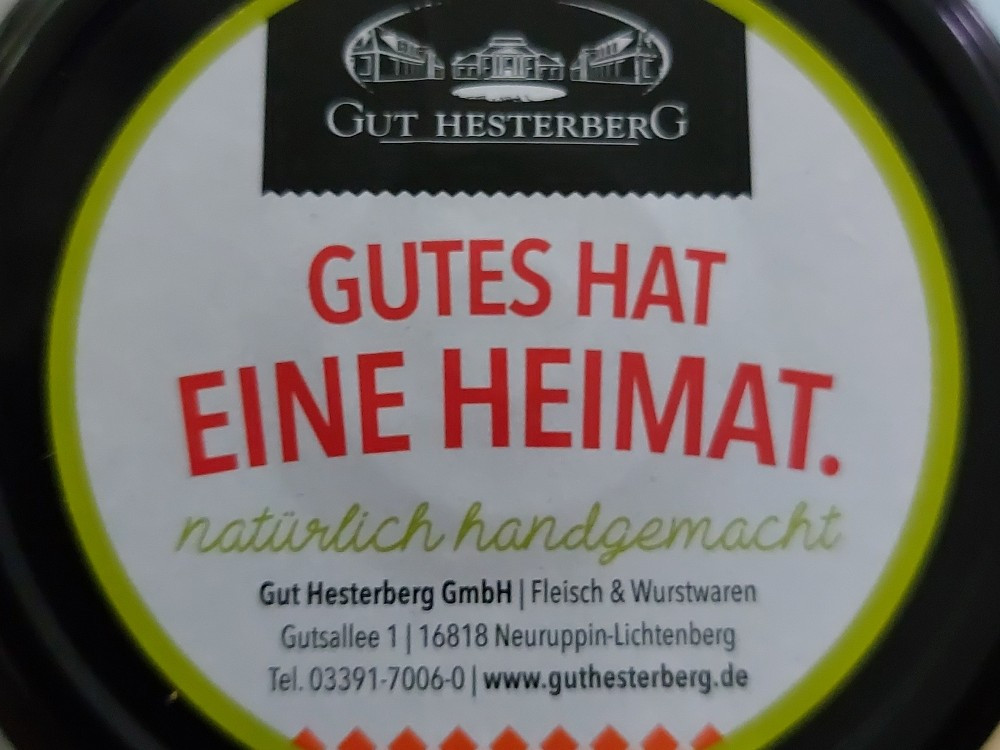 GUT HESTERBERG
GUTES HAT
EINE HEIMAT.
natürlich handgemacht
Gut Hesterberg GmbH | Fleisch & Wurstwaren
Gutsallee 1 | 16818 Neuruppin-Lichtenberg
Tel. 03391-7006-0 | www.guthesterberg.de